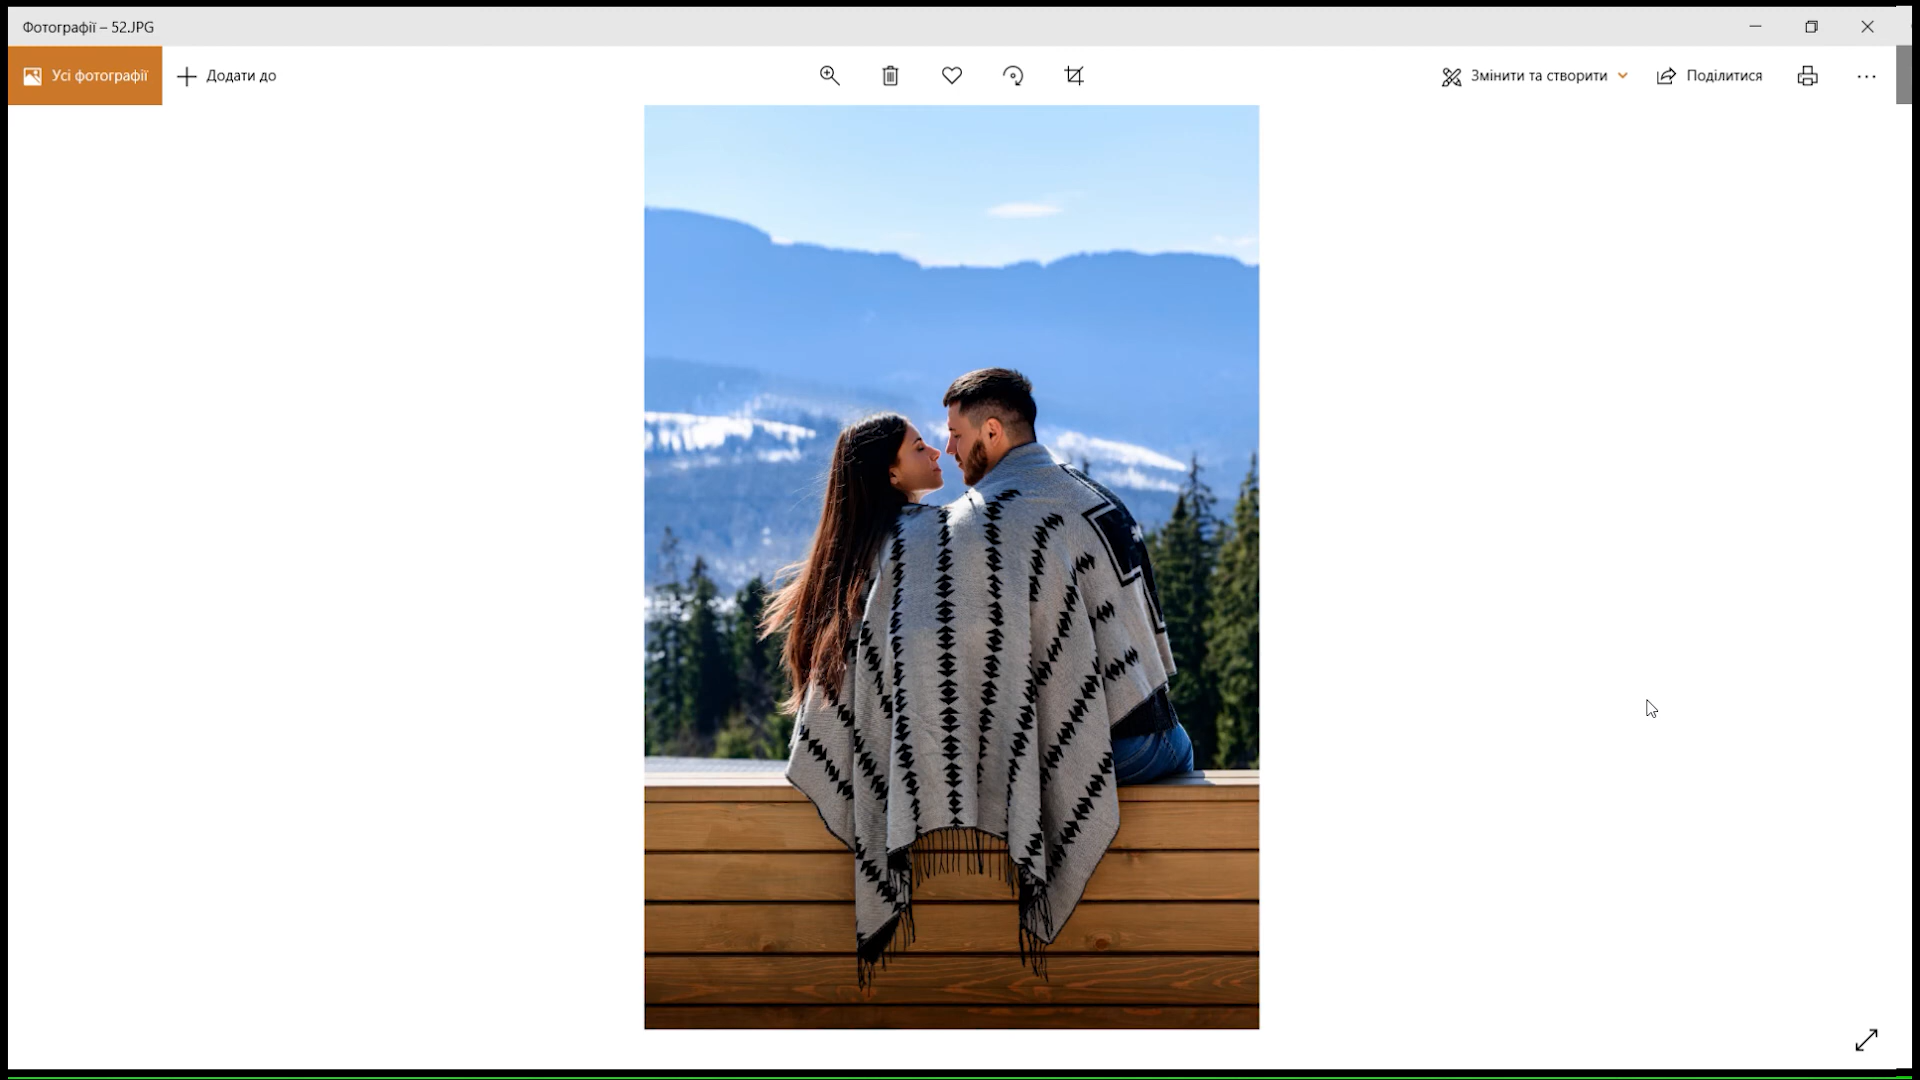 Фотографії – 52.JPG
Усі фотографії
Додати до
Змінити та створити
Поділитися